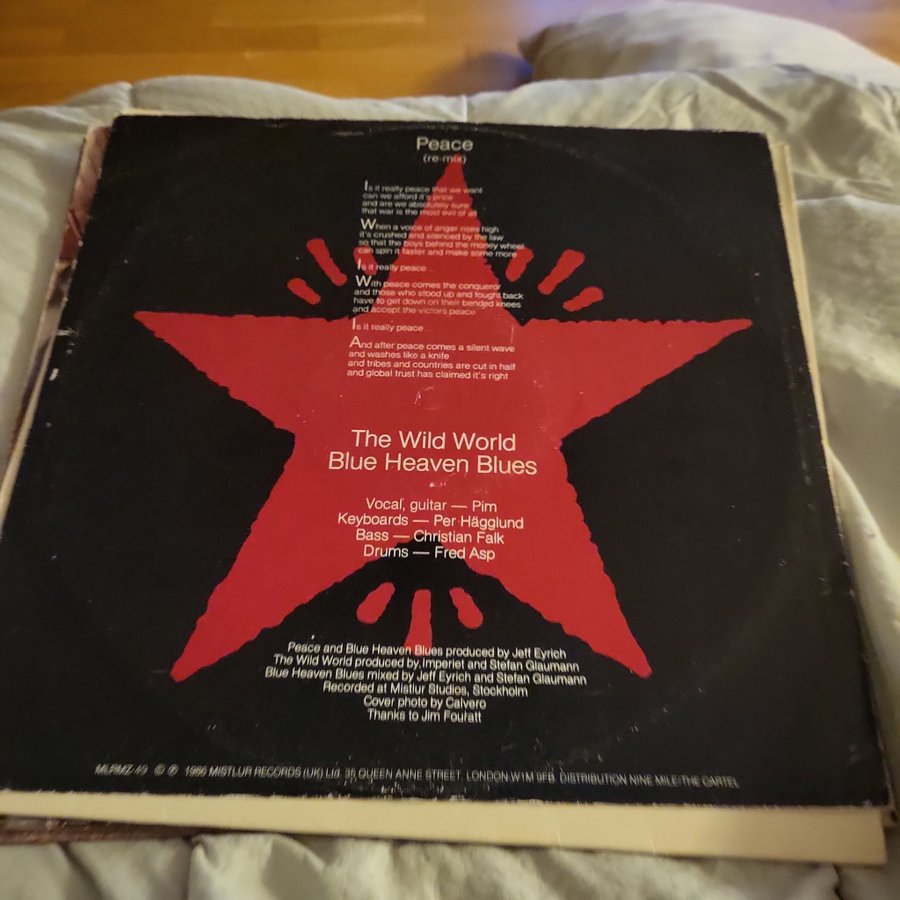 Peace
(re-mix)
Is it really peace that we want
can we afford it's price
and are we absolutely sure
that war is the most evil of all
When a voice of anger rises high
it's crushed and silenced by the law
so that the boys behind the money wheel
can spin it faster and make some more
Is it really peace...
With peace comes the conqueror
and those who stood up and fought back
have to get down on their bended knees
and accept the victors peace
Is it really peace...
And after peace comes a silent wave
and washes like a knife
and tribes and countries are cut in half
and global trust has claimed it's right
The Wild World
Blue Heaven Blues
Vocal, guitar — Pim
Keyboards — Per Hägglund
Bass — Christian Falk
Drums — Fred Asp
Peace and Blue Heaven Blues produced by Jeff Eyrich
The Wild World produced by Imperiet and Stefan Glaumann
Blue Heaven Blues mixed by Jeff Eyrich and Stefan Glaumann
Recorded at Mistlur Studios, Stockholm
Cover photo by Calvero
Thanks to Jim Fouratt
MLRMZ-49 © ℗ 1986 MISTLUR RECORDS (UK) Ltd. 35 QUEEN ANNE STREET. LONDON W1M 9FB. DISTRIBUTION NINE MILE/THE CARTEL